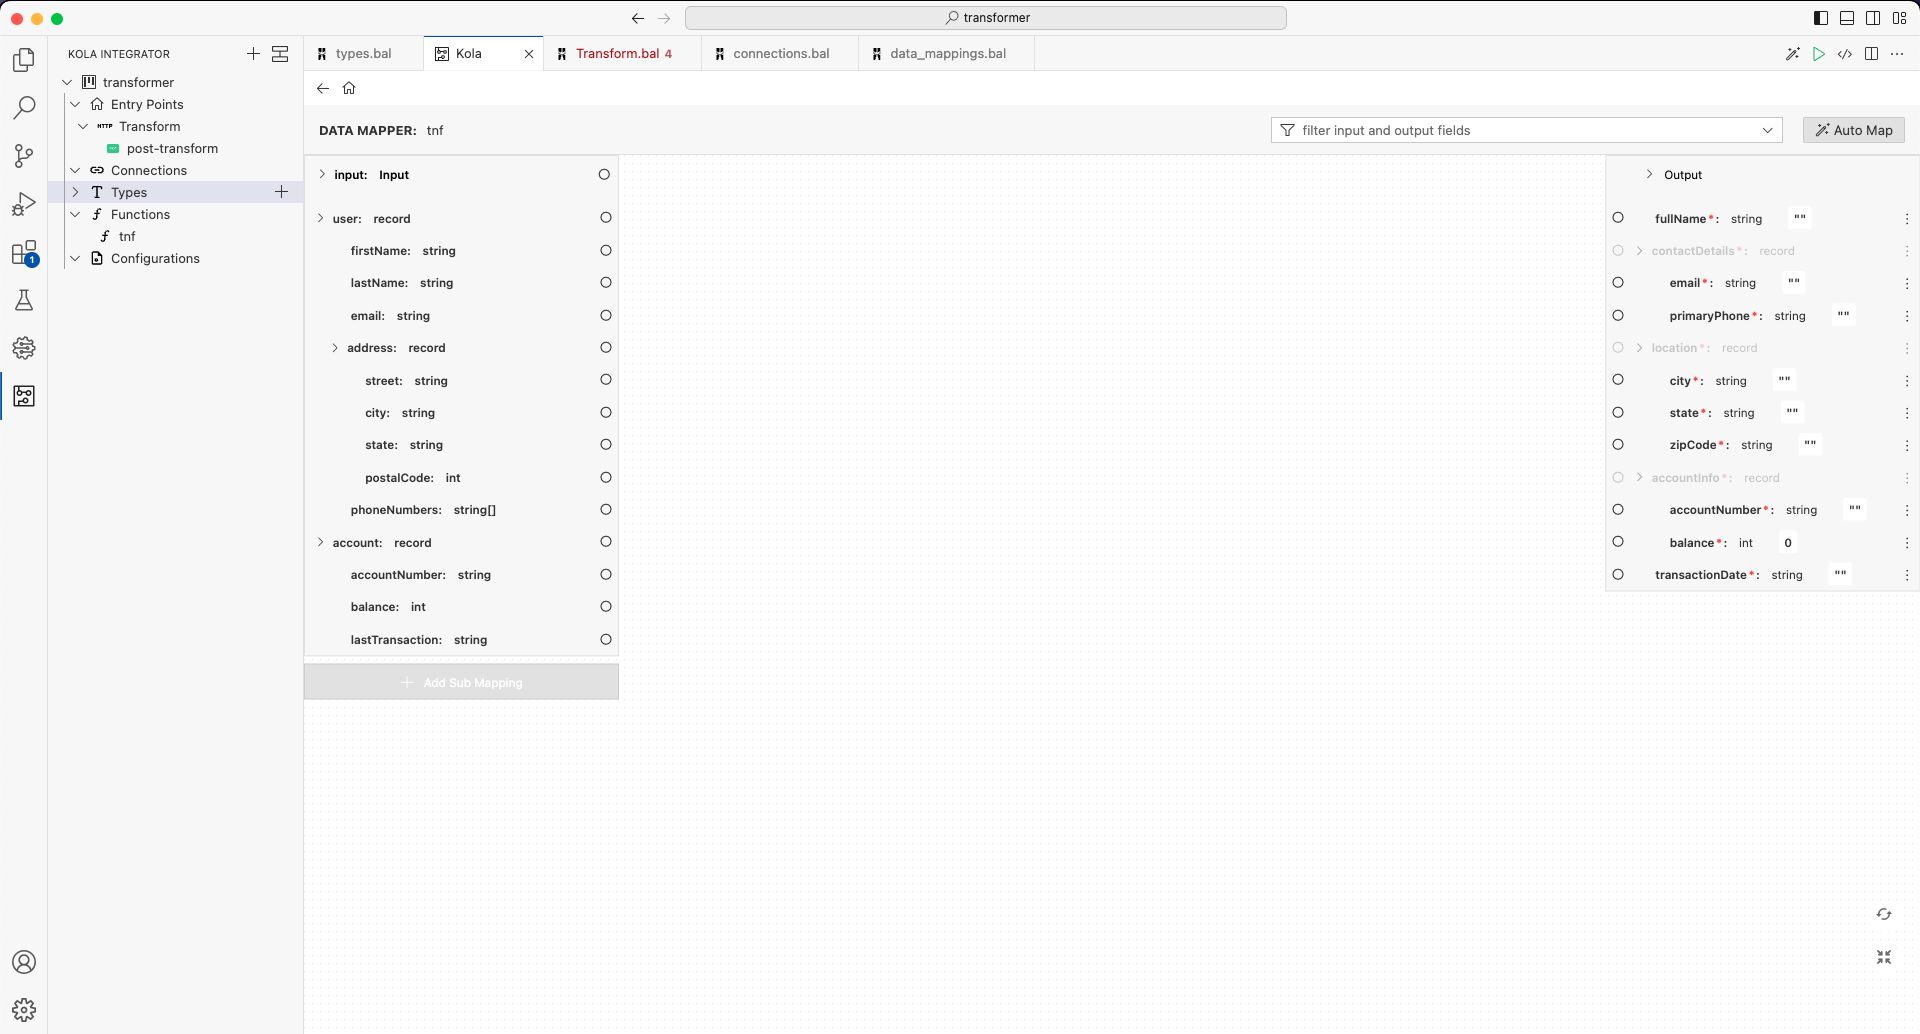 transformer
KOLA INTEGRATOR
transformer
Entry Points
HTTP Transform
post-transform
Connections
Types
Functions
tnf
Configurations
1
types.bal
Kola
Transform.bal 4
connections.bal
data_mappings.bal
DATA MAPPER: tnf
filter input and output fields
Auto Map
input: Input
user: record
firstName: string
lastName: string
email: string
address: record
street: string
city: string
state: string
postalCode: int
phoneNumbers: string[]
account: record
accountNumber: string
balance: int
lastTransaction: string
Add Sub Mapping
Output
fullName*: string ""
contactDetails*: record
email*: string ""
primaryPhone*: string ""
location*: record
city*: string ""
state*: string ""
zipCode*: string ""
accountInfo*: record
accountNumber*: string ""
balance*: int 0
transactionDate*: string ""